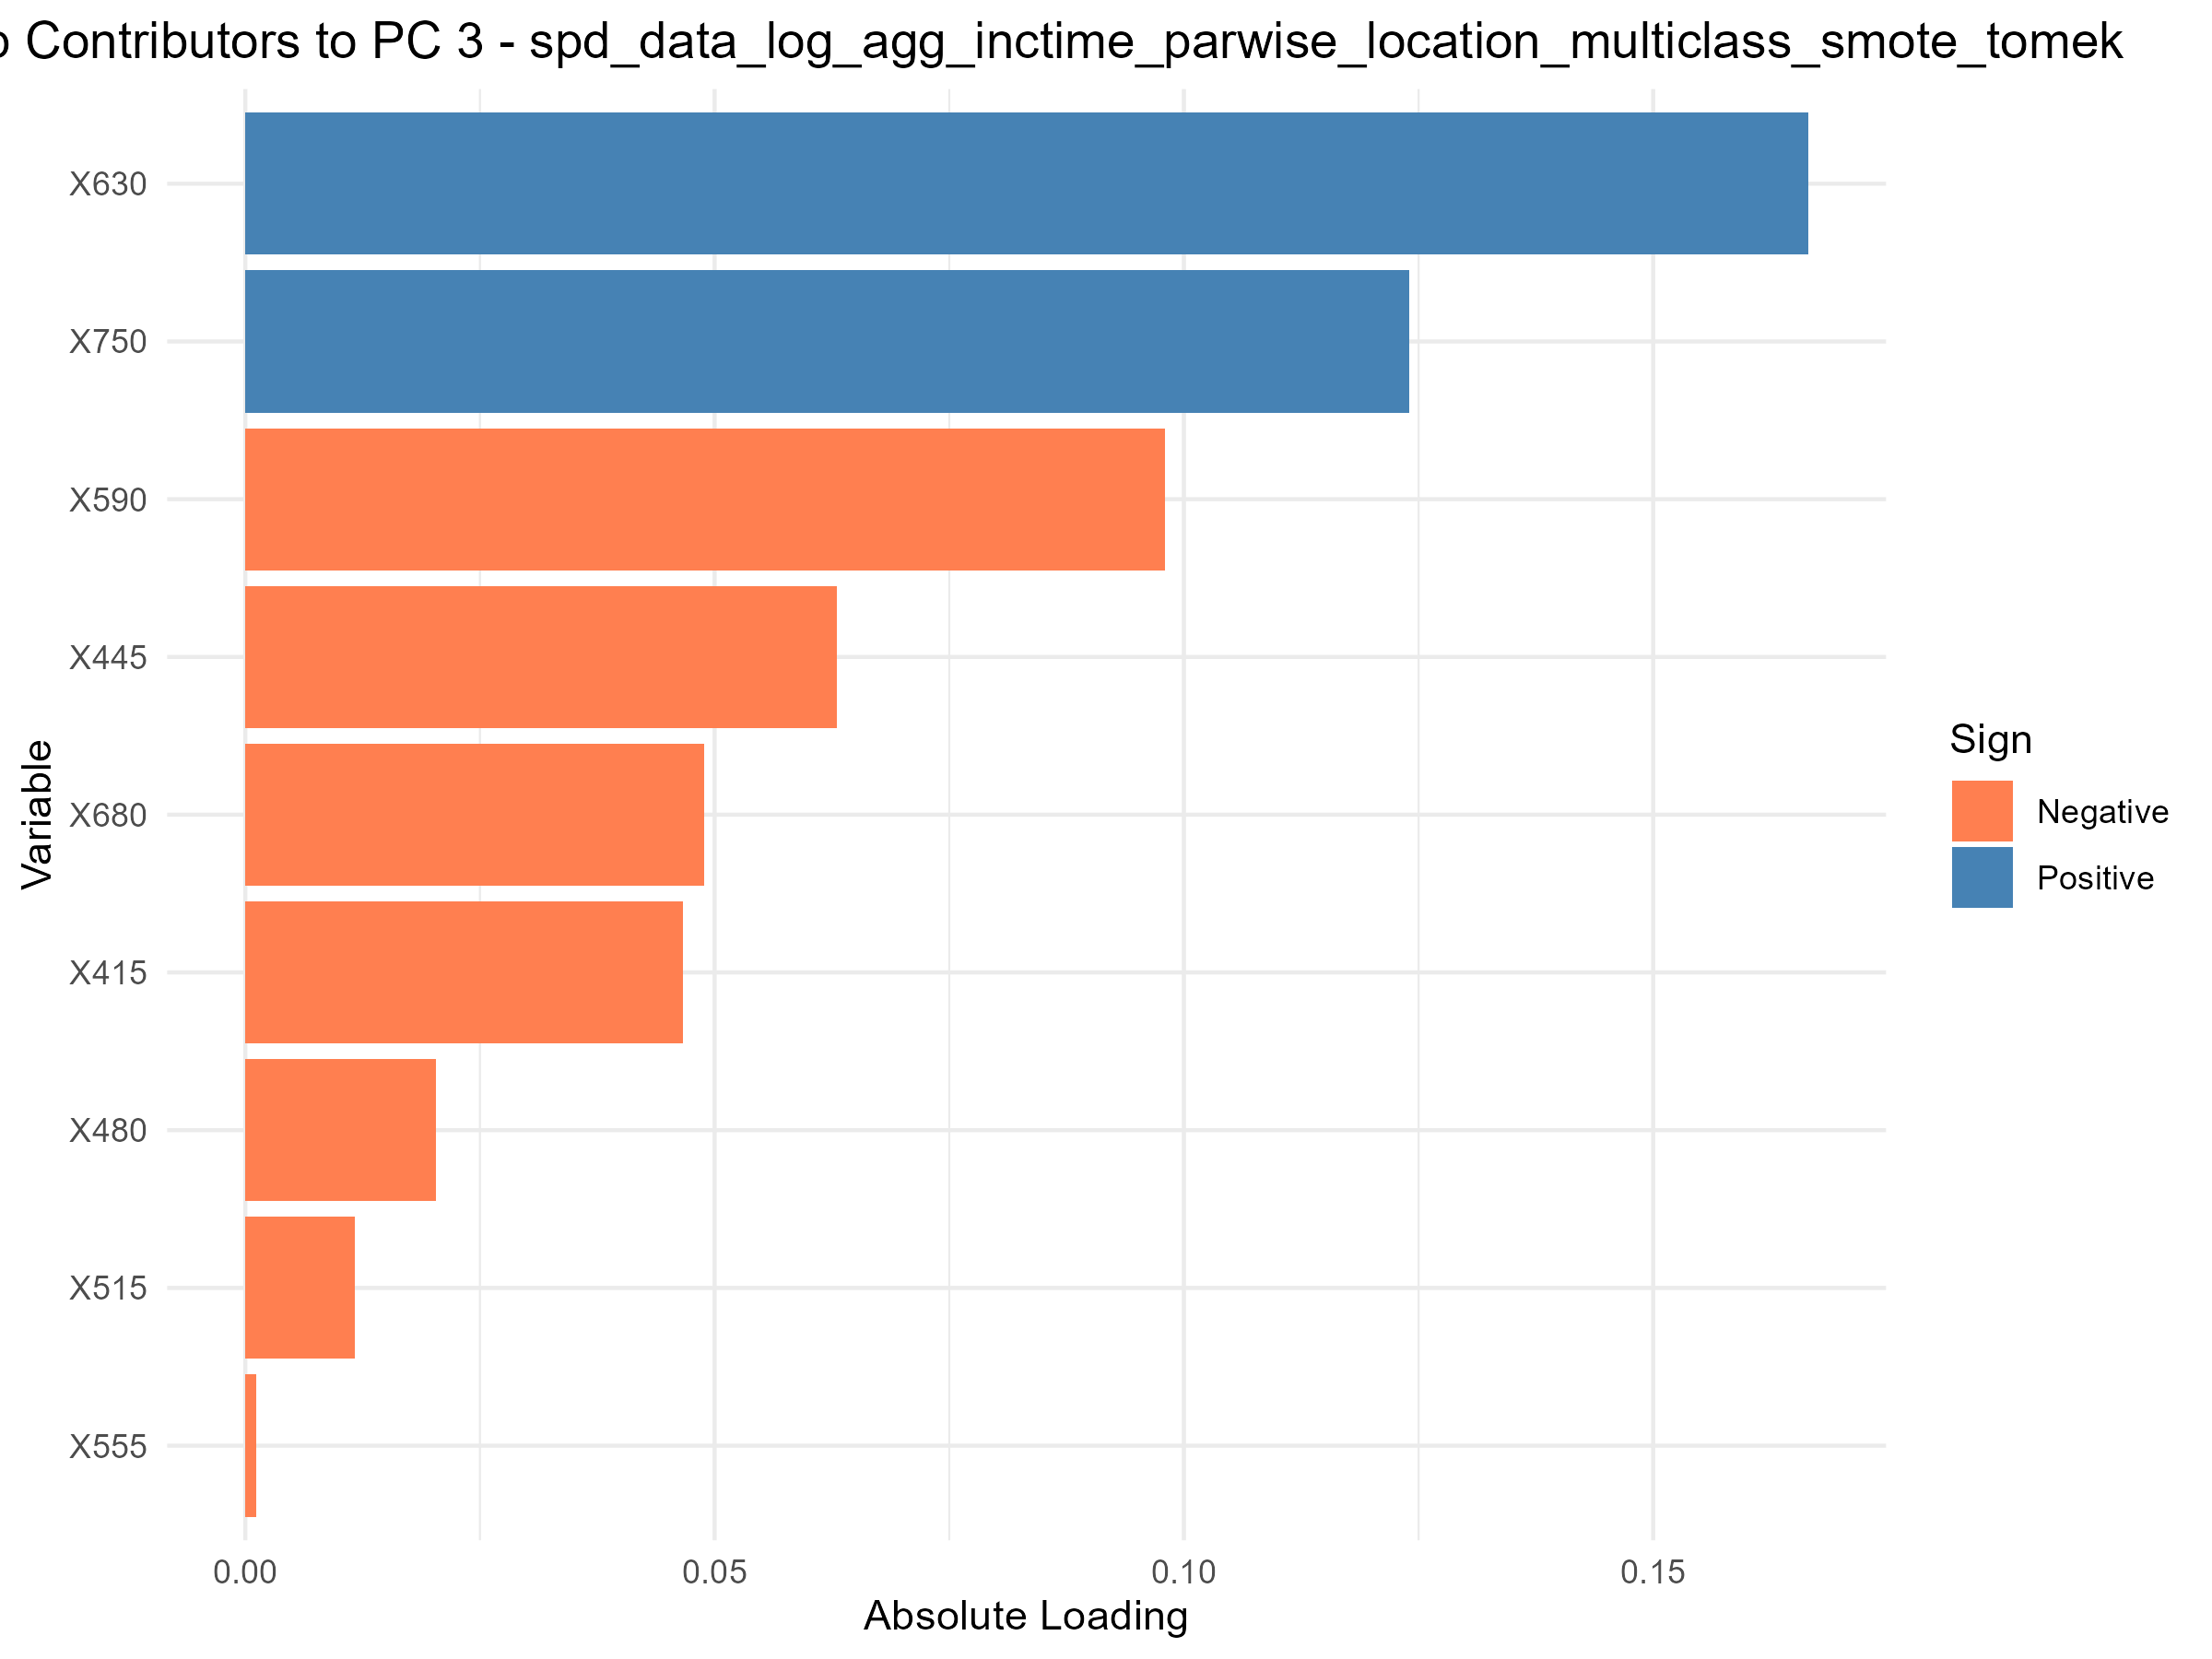 Contributors to PC 3 - spd_data_log_agg_inctime_parwise_location_multiclass_smote_tomek
X630
X750
X590
X445
X680
X415
X480
X515
X555
Variable
0.00 0.05 0.10 0.15
Absolute Loading
Sign
Negative
Positive